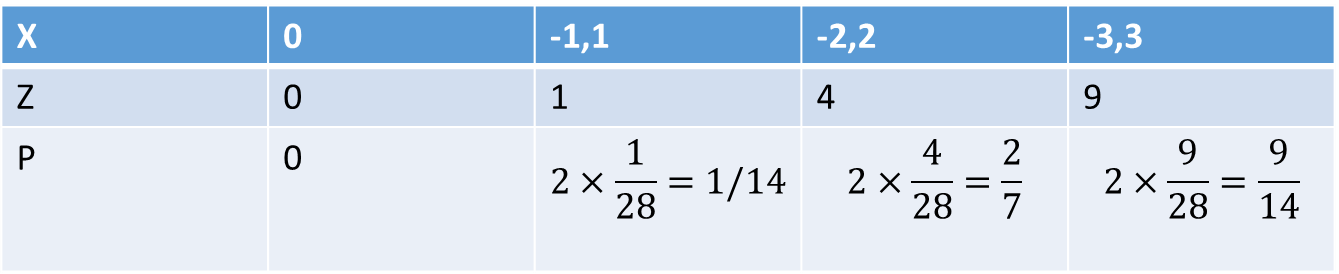 X 0 -1,1 -2,2 -3,3
Z 0 1 4 9
P 0 2 × 1/28 = 1/14 2 × 4/28 = 2/7 2 × 9/28 = 9/14